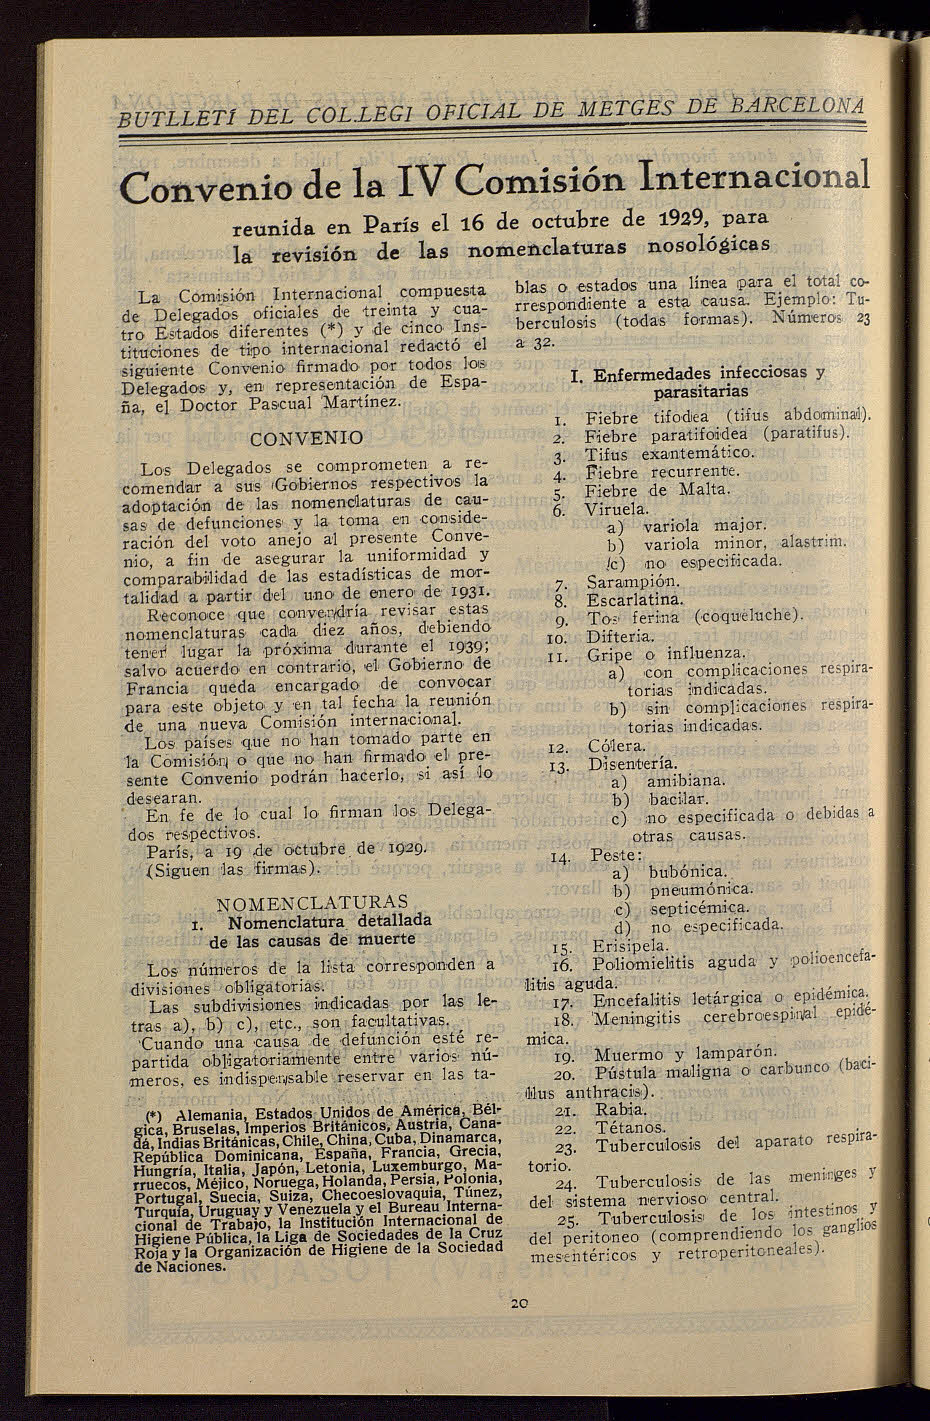 BUTLLETÍ DEL COL.LEGI OFICIAL DE METGES DE BARCELONA
Convenio de la IV Comisión Internacional
reunida en París el 16 de octubre de 1929, para
la revisión de las nomenclaturas nosológicas
La Comisión Internacional compuesta
de Delegados oficiales de treinta y cua-
tro Estados diferentes (*) y de cinco Ins-
tituciones de tipo internacional redactó el
siguiente Convenio firmado por todos los
Delegados y, en representación de Espa-
ña, el Doctor Pascual Martínez.
CONVENIO
Los Delegados se comprometen a re-
comendar a sus Gobiernos respectivos la
adoptación de las nomenclaturas de cau-
sas de defunciones y la toma en conside-
ración del voto anejo al presente Conve-
nio, a fin de asegurar la uniformidad y
comparabilidad de las estadísticas de mor-
talidad a partir del uno de enero de 1931.
Reconoce que convendría revisar estas
nomenclaturas cada diez años, debiendo
tener lugar la próxima durante el 1939;
salvo acuerdo en contrario, el Gobierno de
Francia queda encargado de convocar
para este objeto y en tal fecha la reunión
de una nueva Comisión internacional.
Los países que no han tomado parte en
la Comisión o que no han firmado el pre-
sente Convenio podrán hacerlo, si así lo
desearan.
En fe de lo cual lo firman los Delega-
dos respectivos.
París, a 19 de octubre de 1929.
(Siguen las firmas).
NOMENCLATURAS
1. Nomenclatura detallada
de las causas de muerte
Los números de la lista corresponden a
divisiones obligatorias.
Las subdivisiones indicadas por las le-
tras a), b) c), etc., son facultativas.
Cuando una causa de defunción esté re-
partida obligatoriamente entre varios nú-
meros, es indispensable reservar en las ta-
(*) Alemania, Estados Unidos de América, Bél-
gica, Bruselas, Imperios Británicos, Austria, Cana-
dá, Indias Británicas, Chile, China, Cuba, Dinamarca,
República Dominicana, España, Francia, Grecia,
Hungría, Italia, Japón, Letonia, Luxemburgo, Ma-
rruecos, Méjico, Noruega, Holanda, Persia, Polonia,
Portugal, Suecia, Suiza, Checoeslovaquia, Túnez,
Turquía, Uruguay y Venezuela y el Bureau Interna-
cional de Trabajo, la Institución Internacional de
Higiene Pública, la Liga de Sociedades de la Cruz
Roja y la Organización de Higiene de la Sociedad
de Naciones.
blas o estados una línea para el total co-
rrespondiente a esta causa. Ejemplo: Tu-
berculosis (todas formas). Números 23
a 32.
I. Enfermedades infecciosas y
parasitarias
1. Fiebre tifodea (tifus abdominal).
2. Fiebre paratifoidea (paratifus).
3. Tifus exantemático.
4. Fiebre recurrente.
5. Fiebre de Malta.
6. Viruela.
a) variola major.
b) variola minor, alastrim.
c) no especificada.
7. Sarampión.
8. Escarlatina.
9. Tos ferina (coqueluche).
10. Difteria.
11. Gripe o influenza.
a) con complicaciones respira-
torias indicadas.
b) sin complicaciones respira-
torias indicadas.
12. Cólera.
13. Disentería.
a) amibiana.
b) bacilar.
c) no especificada o debidas a
otras causas.
14. Peste:
a) bubónica.
b) pneumónica.
c) septicémica.
d) no especificada.
15. Erisipela.
16. Poliomielitis aguda y polioencefa-
litis aguda.
17. Encefalitis letárgica o epidémica.
18. Meningitis cerebroespinal epidé-
mica.
19. Muermo y lamparón.
20. Pústula maligna o carbunco (baci-
llus anthracis).
21. Rabia.
22. Tétanos.
23. Tuberculosis del aparato respira-
torio.
24. Tuberculosis de las meninges y
del sistema nervioso central.
25. Tuberculosis de los intestinos y
del peritoneo (comprendiendo los ganglios
mesentéricos y retroperitoneales).
20